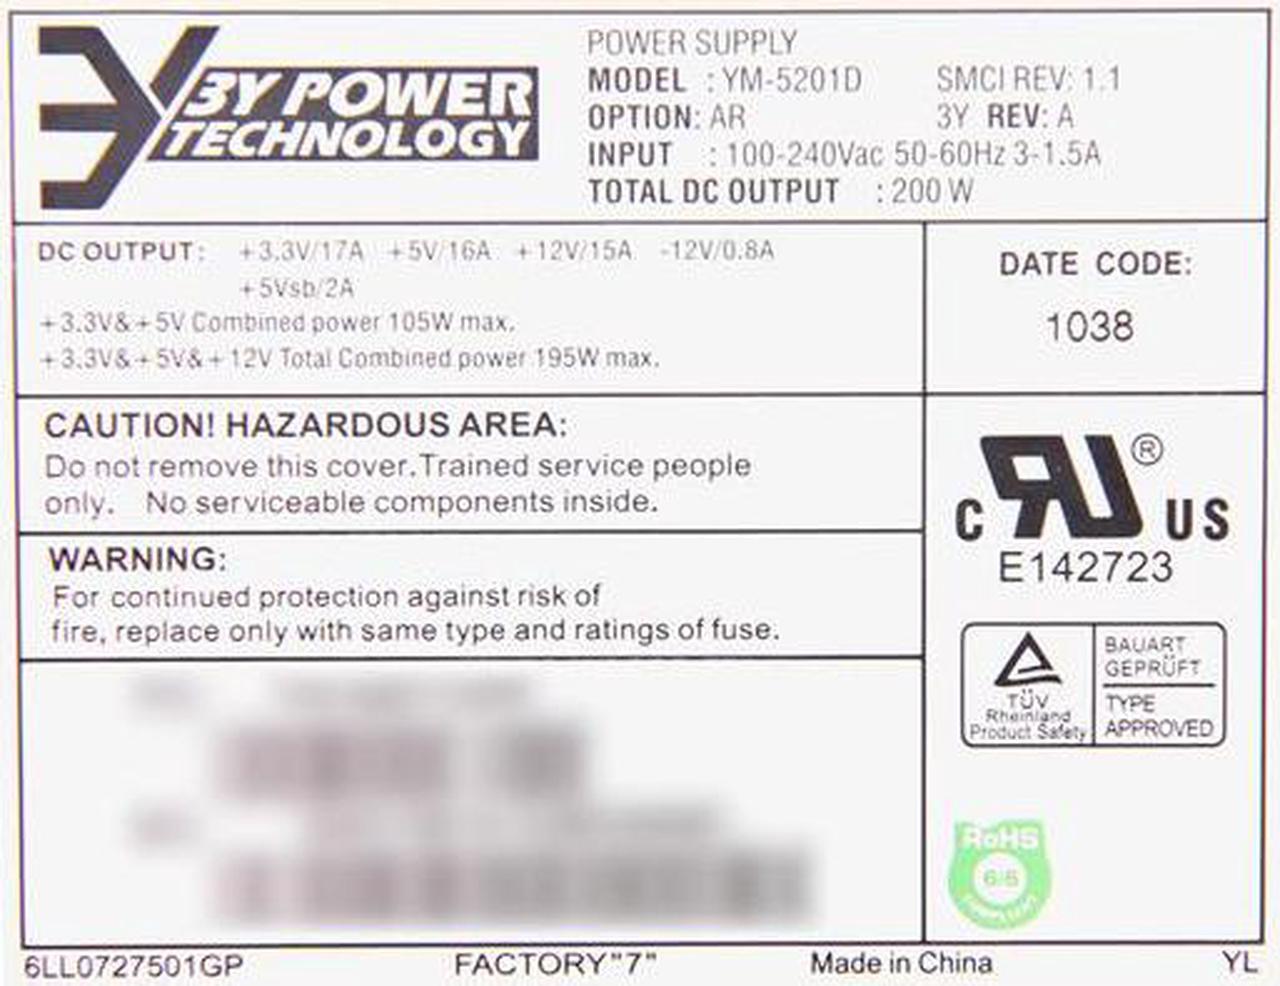 3Y POWER
TECHNOLOGY
POWER SUPPLY
MODEL : YM-5201D SMCI REV: 1.1
OPTION: AR 3Y REV: A
INPUT : 100-240Vac 50-60Hz 3-1.5A
TOTAL DC OUTPUT : 200 W
DC OUTPUT: +3.3V/17A +5V/16A +12V/15A -12V/0.8A
+5Vsb/2A
+3.3V&+5V Combined power 105W max.
+3.3V&+5V&+12V Total Combined power 195W max.
DATE CODE:
1038
CAUTION! HAZARDOUS AREA:
Do not remove this cover. Trained service people
only. No serviceable components inside.
WARNING:
For continued protection against risk of
fire, replace only with same type and ratings of fuse.
C RU® US
E142723
TÜV
Rheinland
Product Safety
BAUART
GEPRÜFT
TYPE
APPROVED
RoHS
6/6
COMPLIANT
6LL0727501GP FACTORY"7" Made in China YL